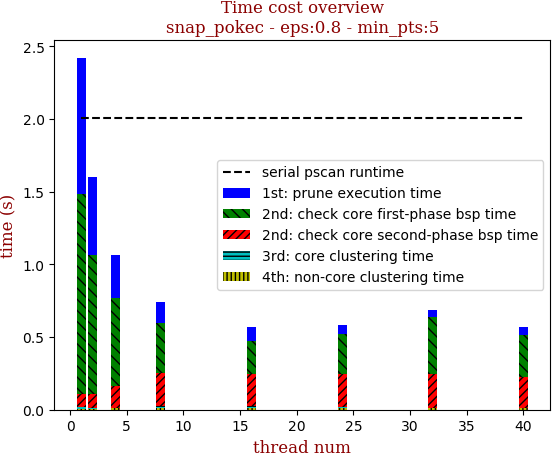 Time cost overview
snap_pokec - eps:0.8 - min_pts:5
time (s)
2.5
2.0
1.5
1.0
0.5
0.0
serial pscan runtime
1st: prune execution time
2nd: check core first-phase bsp time
2nd: check core second-phase bsp time
3rd: core clustering time
4th: non-core clustering time
0 5 10 15 20 25 30 35 40
thread num